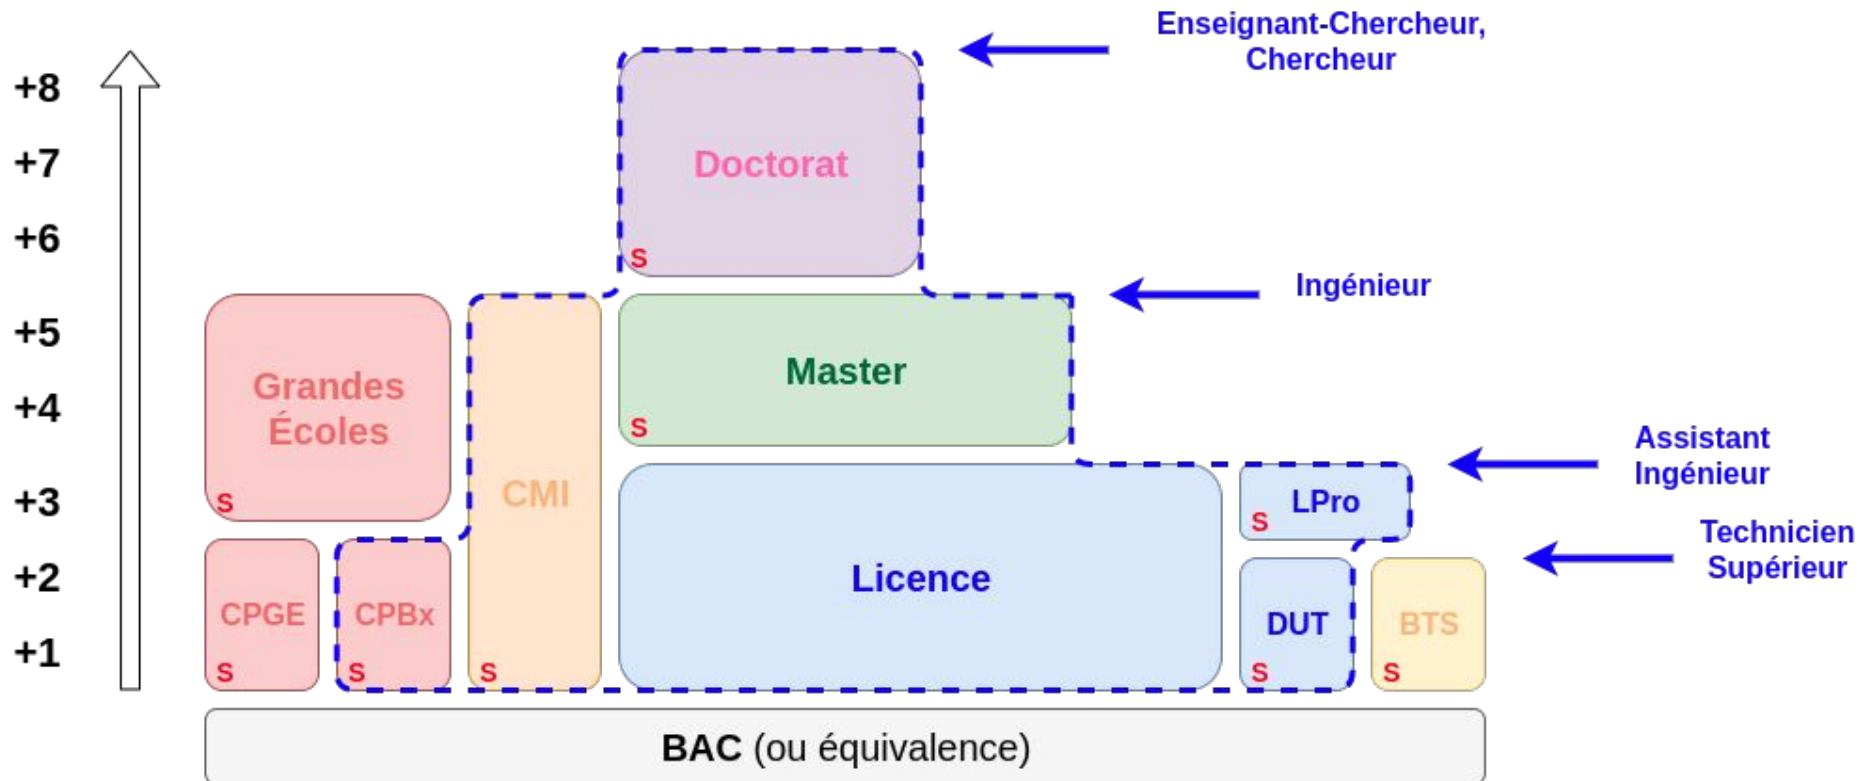 Enseignant-Chercheur,
Chercheur
+8
+7
Doctorat
+6
S
Ingénieur
+5
Grandes
Écoles
Master
+4
S
Assistant
Ingénieur
+3
S
CMI
LPro
S
Technicien
Supérieur
+2
Licence
CPGE
CPBx
DUT
BTS
+1
S
S
S
S
S
BAC (ou équivalence)